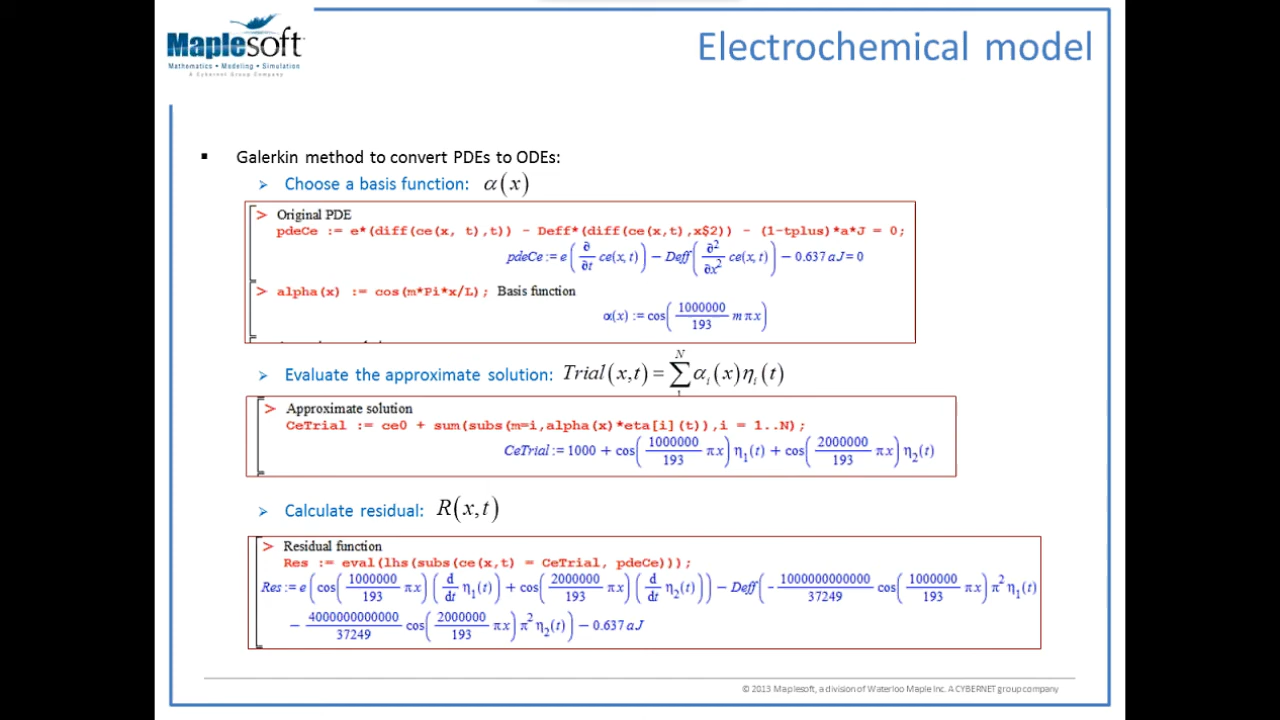 Maplesoft
Mathematics • Modeling • Simulation
A Cybernet Group Company
Electrochemical model
▪ Galerkin method to convert PDEs to ODEs:
➢ Choose a basis function: α(x)
> Original PDE
pdeCe := e*(diff(ce(x, t),t)) - Deff*(diff(ce(x,t),x$2)) - (1-tplus)*a*J = 0;
pdeCe := e (∂/∂t ce(x, t)) − Deff (∂²/∂x² ce(x, t)) − 0.637 a J = 0
> alpha(x) := cos(m*Pi*x/L); Basis function
α(x) := cos(1000000/193 m π x)
➢ Evaluate the approximate solution: Trial(x,t) = ∑ α_i(x) η_i(t)
N
1
> Approximate solution
CeTrial := ce0 + sum(subs(m=i,alpha(x)*eta[i](t)),i = 1..N);
CeTrial := 1000 + cos(1000000/193 π x) η₁(t) + cos(2000000/193 π x) η₂(t)
➢ Calculate residual: R(x,t)
> Residual function
Res := eval(lhs(subs(ce(x,t) = CeTrial, pdeCe)));
Res := e (cos(1000000/193 π x) (d/dt η₁(t)) + cos(2000000/193 π x) (d/dt η₂(t))) − Deff (−1000000000000/37249 cos(1000000/193 π x) π² η₁(t)
− 4000000000000/37249 cos(2000000/193 π x) π² η₂(t)) − 0.637 a J
© 2013 Maplesoft, a division of Waterloo Maple Inc. A CYBERNET group company